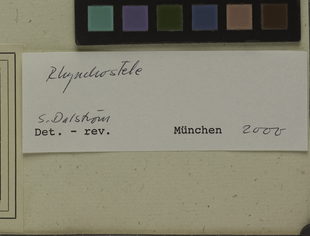 Rhynchostele
S. Dalström
Det. - rev. München 2000